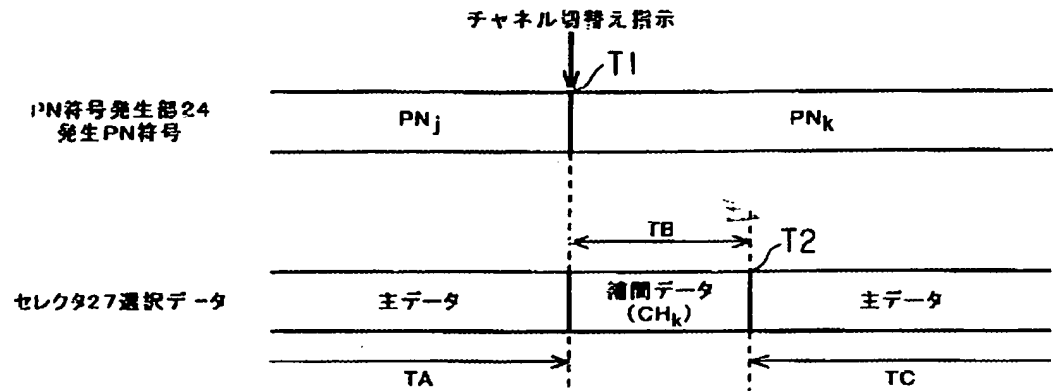 チャネル切替え指示
T1
PN符号発生部24
発生PN符号
PNj
PNk
TB
T2
セレクタ27選択データ
主データ
補間データ
(CHk)
主データ
TA
TC